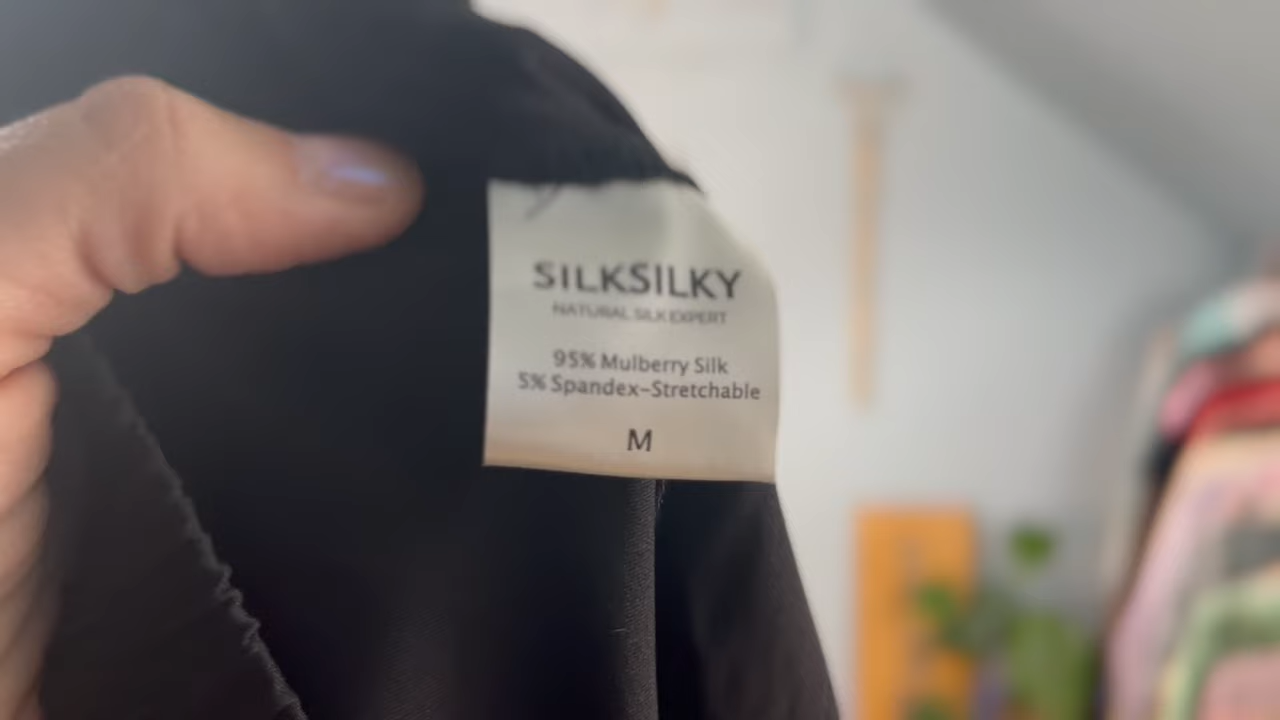 SILKSILKY
NATURAL SILK EXPERT
95% Mulberry Silk
5% Spandex-Stretchable
M